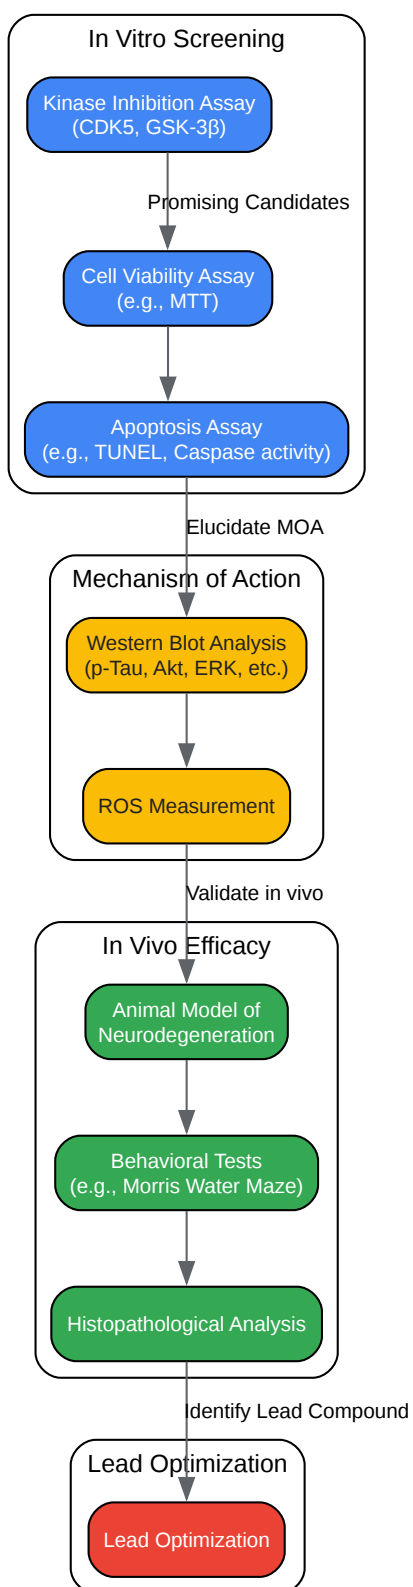 In Vitro Screening
Kinase Inhibition Assay
(CDK5, GSK-3β)
Promising Candidates
Cell Viability Assay
(e.g., MTT)
Apoptosis Assay
(e.g., TUNEL, Caspase activity)
Elucidate MOA
Mechanism of Action
Western Blot Analysis
(p-Tau, Akt, ERK, etc.)
ROS Measurement
Validate in vivo
In Vivo Efficacy
Animal Model of
Neurodegeneration
Behavioral Tests
(e.g., Morris Water Maze)
Histopathological Analysis
Identify Lead Compound
Lead Optimization
Lead Optimization